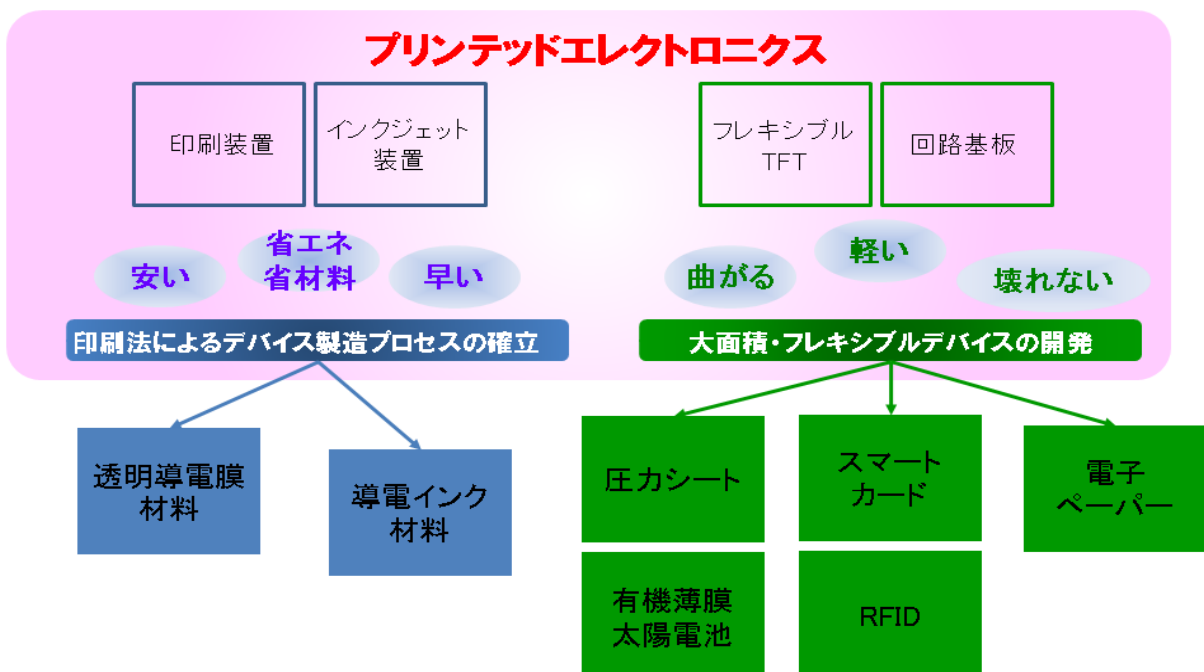 プリンテッドエレクトロニクス
印刷装置
インクジェット
装置
フレキシブル
TFT
回路基板
安い
省エネ
省材料
早い
曲がる
軽い
壊れない
印刷法によるデバイス製造プロセスの確立
大面積・フレキシブルデバイスの開発
透明導電膜
材料
導電インク
材料
圧力シート
スマート
カード
電子
ペーパー
有機薄膜
太陽電池
RFID